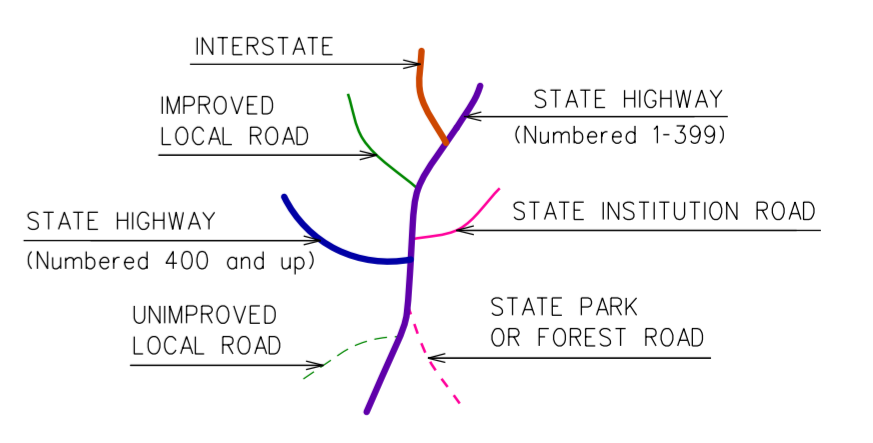 INTERSTATE
IMPROVED
LOCAL ROAD
STATE HIGHWAY
(Numbered 1-399)
STATE HIGHWAY
(Numbered 400 and up)
STATE INSTITUTION ROAD
UNIMPROVED
LOCAL ROAD
STATE PARK
OR FOREST ROAD